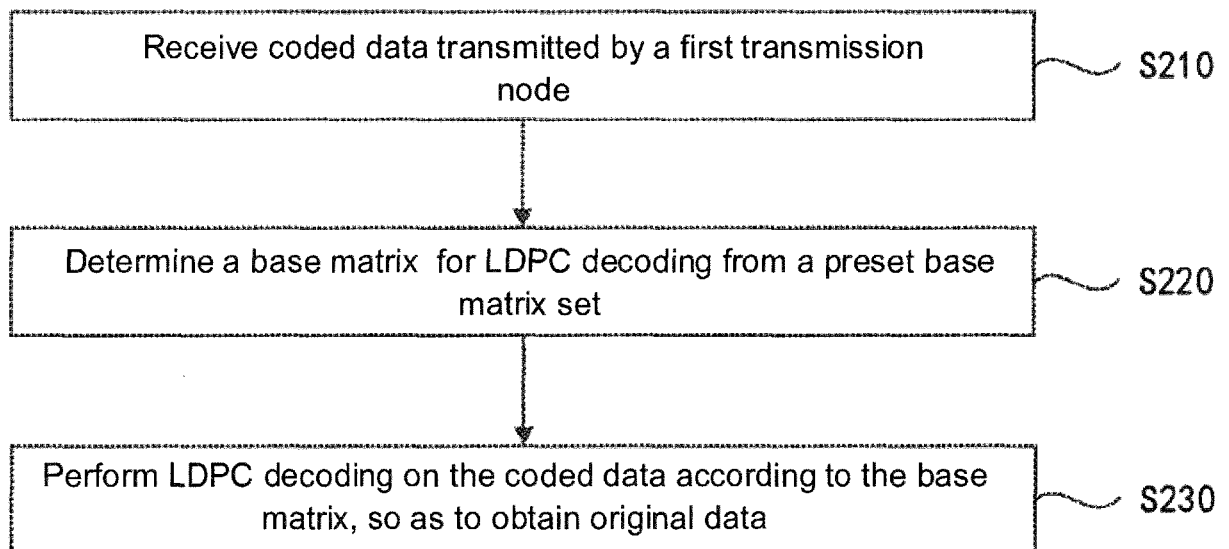 Receive coded data transmitted by a first transmission
node
S210
Determine a base matrix for LDPC decoding from a preset base
matrix set
S220
Perform LDPC decoding on the coded data according to the base
matrix, so as to obtain original data
S230